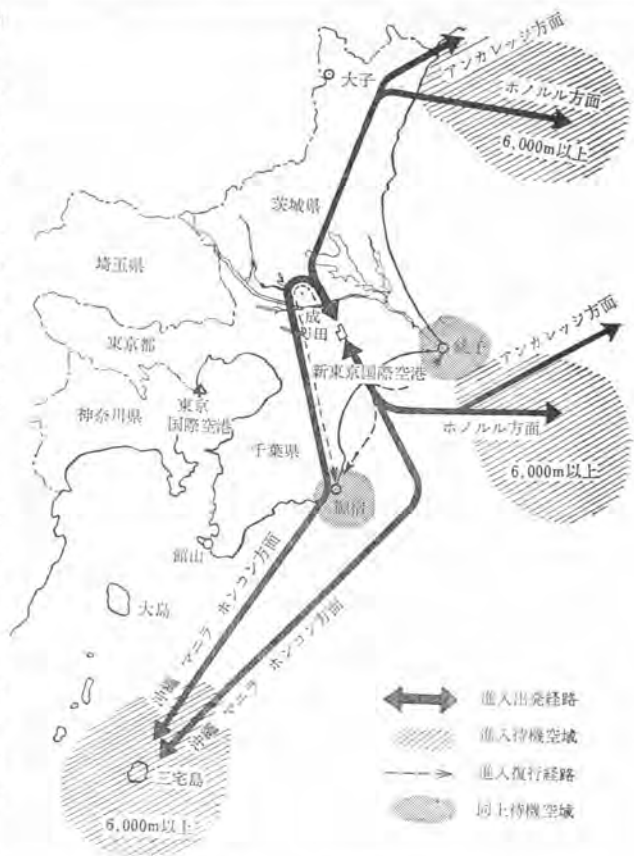 アンカレッジ方面
大子
ホノルル方面
6,000m以上
茨城県
埼玉県
成田
東京都
銚子
アンカレッジ方面
新東京国際空港
東京
国際空港
神奈川県
ホノルル方面
千葉県
6,000m以上
御宿
館山
沖縄 マニラ ホンコン方面
大島
沖縄 マニラ ホンコン方面
進入出発経路
進入待機空域
三宅島
進入復行経路
6,000m以上
同上待機空域